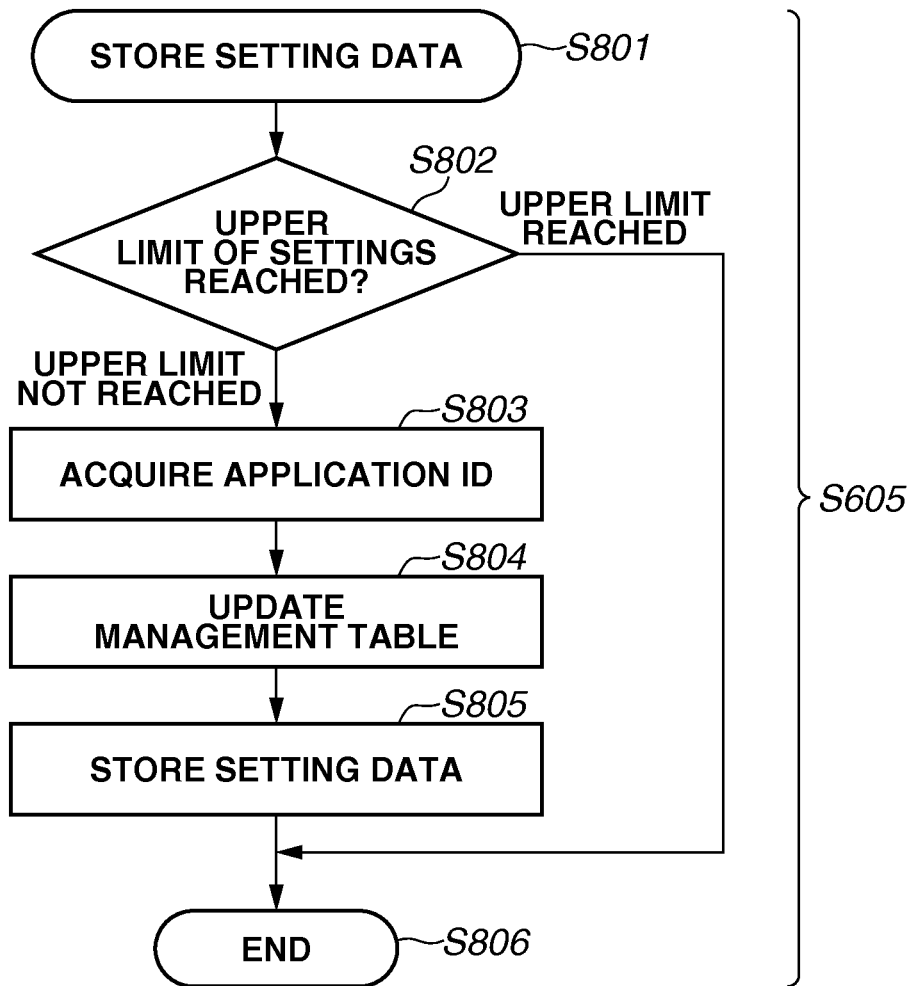 STORE SETTING DATA
S801
S802
UPPER
LIMIT OF SETTINGS
REACHED?
UPPER LIMIT
REACHED
UPPER LIMIT
NOT REACHED
S803
ACQUIRE APPLICATION ID
S605
S804
UPDATE
MANAGEMENT TABLE
S805
STORE SETTING DATA
END
S806